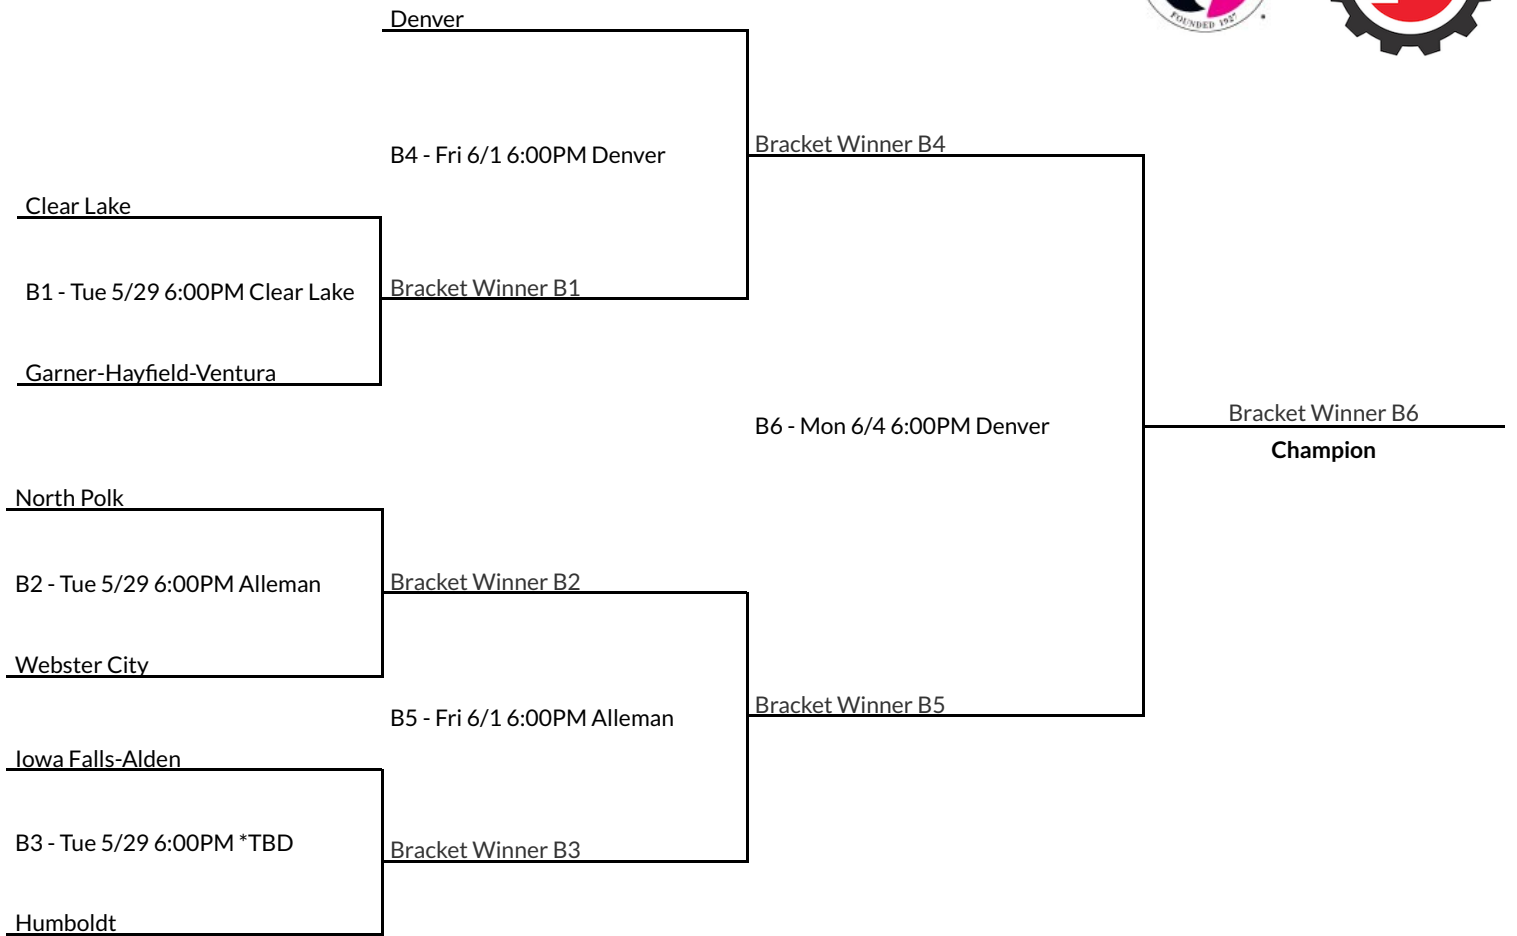 Denver
FOUNDED 1927
B4 - Fri 6/1 6:00PM Denver
Bracket Winner B4
Clear Lake
B1 - Tue 5/29 6:00PM Clear Lake
Bracket Winner B1
Garner-Hayfield-Ventura
B6 - Mon 6/4 6:00PM Denver
Bracket Winner B6
Champion
North Polk
B2 - Tue 5/29 6:00PM Alleman
Bracket Winner B2
Webster City
B5 - Fri 6/1 6:00PM Alleman
Bracket Winner B5
Iowa Falls-Alden
B3 - Tue 5/29 6:00PM *TBD
Bracket Winner B3
Humboldt